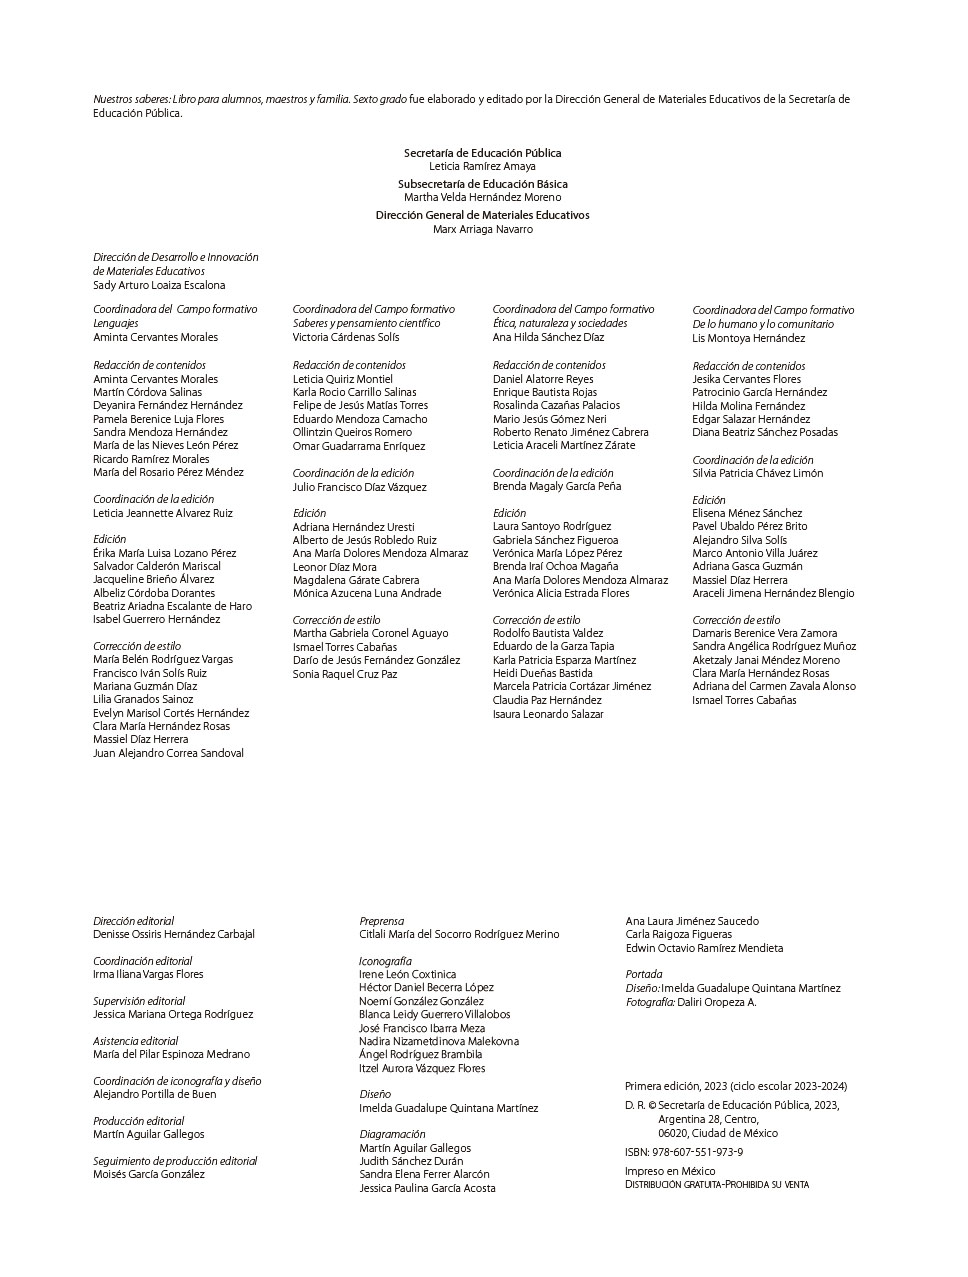 Nuestros saberes: Libro para alumnos, maestros y familia. Sexto grado fue elaborado y editado por la Dirección General de Materiales Educativos de la Secretaría de
Educación Pública.
Secretaría de Educación Pública
Leticia Ramírez Amaya
Subsecretaría de Educación Básica
Martha Velda Hernández Moreno
Dirección General de Materiales Educativos
Marx Arriaga Navarro
Dirección de Desarrollo e Innovación
de Materiales Educativos
Sady Arturo Loaiza Escalona
Coordinadora del Campo formativo
Lenguajes
Aminta Cervantes Morales
Redacción de contenidos
Aminta Cervantes Morales
Martín Córdova Salinas
Deyanira Fernández Hernández
Pamela Berenice Luja Flores
Sandra Mendoza Hernández
María de las Nieves León Pérez
Ricardo Ramírez Morales
María del Rosario Pérez Méndez
Coordinación de la edición
Leticia Jeannette Alvarez Ruiz
Edición
Érika María Luisa Lozano Pérez
Salvador Calderón Mariscal
Jacqueline Brieño Álvarez
Albeliz Córdoba Dorantes
Beatriz Ariadna Escalante de Haro
Isabel Guerrero Hernández
Corrección de estilo
María Belén Rodríguez Vargas
Francisco Iván Solís Ruiz
Mariana Guzmán Díaz
Lilia Granados Sainoz
Evelyn Marisol Cortés Hernández
Clara María Hernández Rosas
Massiel Díaz Herrera
Juan Alejandro Correa Sandoval
Coordinadora del Campo formativo
Saberes y pensamiento científico
Victoria Cárdenas Solís
Redacción de contenidos
Leticia Quiriz Montiel
Karla Rocio Carrillo Salinas
Felipe de Jesús Matías Torres
Eduardo Mendoza Camacho
Ollintzin Queiros Romero
Omar Guadarrama Enríquez
Coordinación de la edición
Julio Francisco Díaz Vázquez
Edición
Adriana Hernández Uresti
Alberto de Jesús Robledo Ruiz
Ana María Dolores Mendoza Almaraz
Leonor Díaz Mora
Magdalena Gárate Cabrera
Mónica Azucena Luna Andrade
Corrección de estilo
Martha Gabriela Coronel Aguayo
Ismael Torres Cabañas
Darío de Jesús Fernández González
Sonia Raquel Cruz Paz
Coordinadora del Campo formativo
Ética, naturaleza y sociedades
Ana Hilda Sánchez Díaz
Redacción de contenidos
Daniel Alatorre Reyes
Enrique Bautista Rojas
Rosalinda Cazañas Palacios
Mario Jesús Gómez Neri
Roberto Renato Jiménez Cabrera
Leticia Araceli Martínez Zárate
Coordinación de la edición
Brenda Magaly García Peña
Edición
Laura Santoyo Rodríguez
Gabriela Sánchez Figueroa
Verónica María López Pérez
Brenda Iraí Ochoa Magaña
Ana María Dolores Mendoza Almaraz
Verónica Alicia Estrada Flores
Corrección de estilo
Rodolfo Bautista Valdez
Eduardo de la Garza Tapia
Karla Patricia Esparza Martínez
Heidi Dueñas Bastida
Marcela Patricia Cortázar Jiménez
Claudia Paz Hernández
Isaura Leonardo Salazar
Coordinadora del Campo formativo
De lo humano y lo comunitario
Lis Montoya Hernández
Redacción de contenidos
Jesika Cervantes Flores
Patrocinio García Hernández
Hilda Molina Fernández
Edgar Salazar Hernández
Diana Beatriz Sánchez Posadas
Coordinación de la edición
Silvia Patricia Chávez Limón
Edición
Elisena Ménez Sánchez
Pavel Ubaldo Pérez Brito
Alejandro Silva Solís
Marco Antonio Villa Juárez
Adriana Gasca Guzmán
Massiel Díaz Herrera
Araceli Jimena Hernández Blengio
Corrección de estilo
Damaris Berenice Vera Zamora
Sandra Angélica Rodríguez Muñoz
Aketzaly Janai Méndez Moreno
Clara María Hernández Rosas
Adriana del Carmen Zavala Alonso
Ismael Torres Cabañas
Dirección editorial
Denisse Ossiris Hernández Carbajal
Coordinación editorial
Irma Iliana Vargas Flores
Supervisión editorial
Jessica Mariana Ortega Rodríguez
Asistencia editorial
María del Pilar Espinoza Medrano
Coordinación de iconografía y diseño
Alejandro Portilla de Buen
Producción editorial
Martín Aguilar Gallegos
Seguimiento de producción editorial
Moisés García González
Preprensa
Citlali María del Socorro Rodríguez Merino
Iconografía
Irene León Coxtinica
Héctor Daniel Becerra López
Noemí González González
Blanca Leidy Guerrero Villalobos
José Francisco Ibarra Meza
Nadira Nizametdinova Malekovna
Ángel Rodríguez Brambila
Itzel Aurora Vázquez Flores
Diseño
Imelda Guadalupe Quintana Martínez
Diagramación
Martín Aguilar Gallegos
Judith Sánchez Durán
Sandra Elena Ferrer Alarcón
Jessica Paulina García Acosta
Ana Laura Jiménez Saucedo
Carla Raigoza Figueras
Edwin Octavio Ramírez Mendieta
Portada
Diseño: Imelda Guadalupe Quintana Martínez
Fotografía: Daliri Oropeza A.
Primera edición, 2023 (ciclo escolar 2023-2024)
D. R. © Secretaría de Educación Pública, 2023,
Argentina 28, Centro,
06020, Ciudad de México
ISBN: 978-607-551-973-9
Impreso en México
DISTRIBUCIÓN GRATUITA-PROHIBIDA SU VENTA